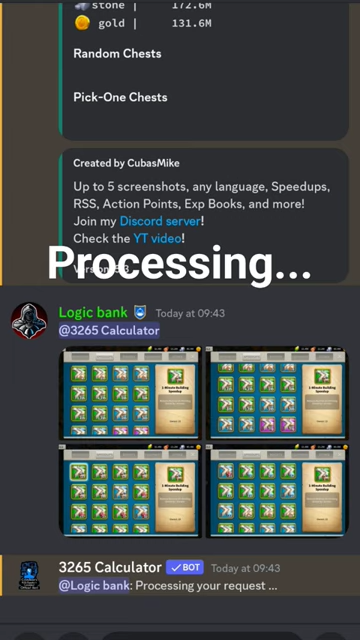 stone | 172.6M
gold | 131.6M
Random Chests
Pick-One Chests
Created by CubasMike
Up to 5 screenshots, any language, Speedups,
RSS, Action Points, Exp Books, and more!
Join my Discord server!
Check the YT video!
Processing...
Logic bank Today at 09:43
@3265 Calculator
3265 Calculator BOT Today at 09:43
@Logic bank: Processing your request ...